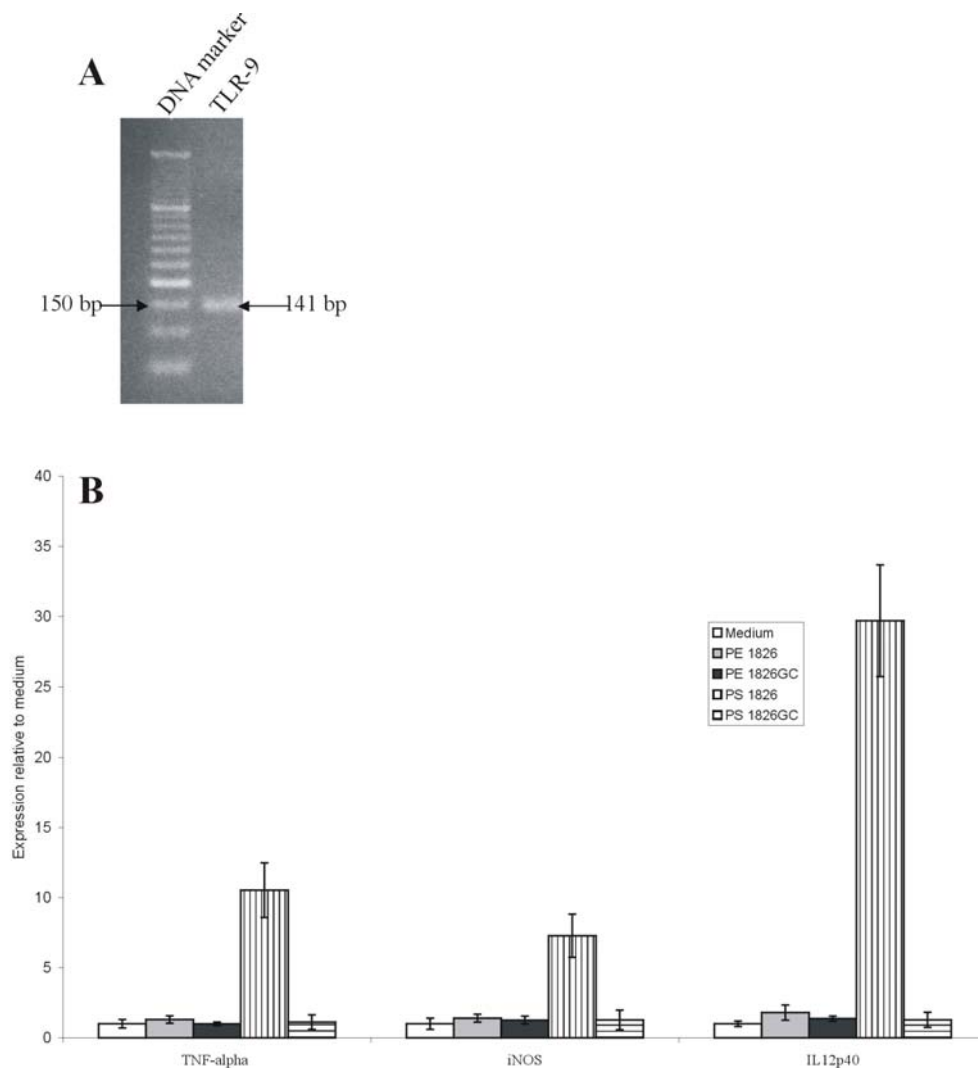 A
DNA marker
TLR-9
150 bp
141 bp
B
40
35
30
25
20
15
10
5
0
Expression relative to medium
Medium
PE 1826
PE 1826GC
PS 1826
PS 1826GC
TNF-alpha
iNOS
IL12p40